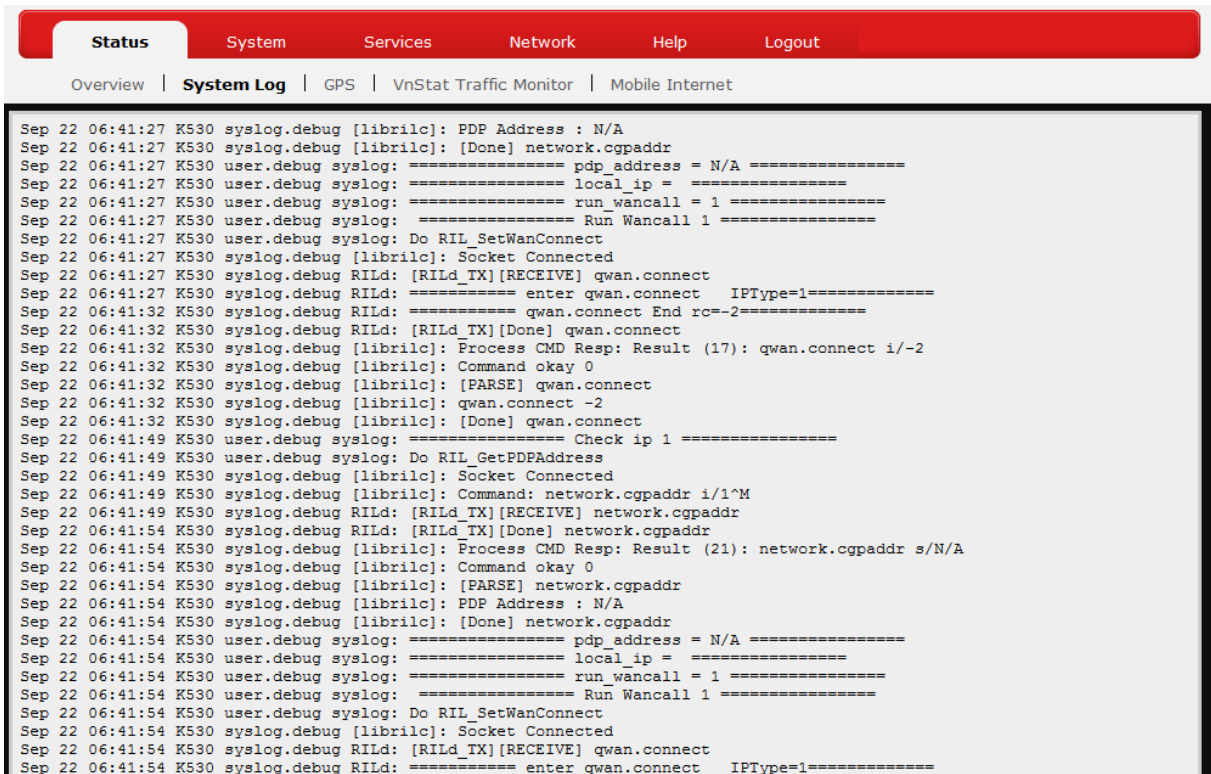 Status System Services Network Help Logout
Overview | System Log | GPS | VnStat Traffic Monitor | Mobile Internet
Sep 22 06:41:27 K530 syslog.debug [librilc]: PDP Address : N/A
Sep 22 06:41:27 K530 syslog.debug [librilc]: [Done] network.cgpaddr
Sep 22 06:41:27 K530 user.debug syslog: ================ pdp_address = N/A ================
Sep 22 06:41:27 K530 user.debug syslog: ================ local_ip =  ================
Sep 22 06:41:27 K530 user.debug syslog: ================ run_wancall = 1 ================
Sep 22 06:41:27 K530 user.debug syslog:  ================ Run Wancall 1 ================
Sep 22 06:41:27 K530 user.debug syslog: Do RIL_SetWanConnect
Sep 22 06:41:27 K530 syslog.debug [librilc]: Socket Connected
Sep 22 06:41:27 K530 syslog.debug RILd: [RILd_TX][RECEIVE] qwan.connect
Sep 22 06:41:27 K530 syslog.debug RILd: =========== enter qwan.connect   IPType=1=============
Sep 22 06:41:32 K530 syslog.debug RILd: =========== qwan.connect End rc=-2=============
Sep 22 06:41:32 K530 syslog.debug RILd: [RILd_TX][Done] qwan.connect
Sep 22 06:41:32 K530 syslog.debug [librilc]: Process CMD Resp: Result (17): qwan.connect i/-2
Sep 22 06:41:32 K530 syslog.debug [librilc]: Command okay 0
Sep 22 06:41:32 K530 syslog.debug [librilc]: [PARSE] qwan.connect
Sep 22 06:41:32 K530 syslog.debug [librilc]: qwan.connect -2
Sep 22 06:41:32 K530 syslog.debug [librilc]: [Done] qwan.connect
Sep 22 06:41:49 K530 user.debug syslog: ================ Check ip 1 ================
Sep 22 06:41:49 K530 user.debug syslog: Do RIL_GetPDPAddress
Sep 22 06:41:49 K530 syslog.debug [librilc]: Socket Connected
Sep 22 06:41:49 K530 syslog.debug [librilc]: Command: network.cgpaddr i/1^M
Sep 22 06:41:49 K530 syslog.debug RILd: [RILd_TX][RECEIVE] network.cgpaddr
Sep 22 06:41:54 K530 syslog.debug RILd: [RILd_TX][Done] network.cgpaddr
Sep 22 06:41:54 K530 syslog.debug [librilc]: Process CMD Resp: Result (21): network.cgpaddr s/N/A
Sep 22 06:41:54 K530 syslog.debug [librilc]: Command okay 0
Sep 22 06:41:54 K530 syslog.debug [librilc]: [PARSE] network.cgpaddr
Sep 22 06:41:54 K530 syslog.debug [librilc]: PDP Address : N/A
Sep 22 06:41:54 K530 syslog.debug [librilc]: [Done] network.cgpaddr
Sep 22 06:41:54 K530 user.debug syslog: ================ pdp_address = N/A ================
Sep 22 06:41:54 K530 user.debug syslog: ================ local_ip =  ================
Sep 22 06:41:54 K530 user.debug syslog: ================ run_wancall = 1 ================
Sep 22 06:41:54 K530 user.debug syslog:  ================ Run Wancall 1 ================
Sep 22 06:41:54 K530 user.debug syslog: Do RIL_SetWanConnect
Sep 22 06:41:54 K530 syslog.debug [librilc]: Socket Connected
Sep 22 06:41:54 K530 syslog.debug RILd: [RILd_TX][RECEIVE] qwan.connect
Sep 22 06:41:54 K530 syslog.debug RILd: =========== enter qwan.connect   IPType=1=============